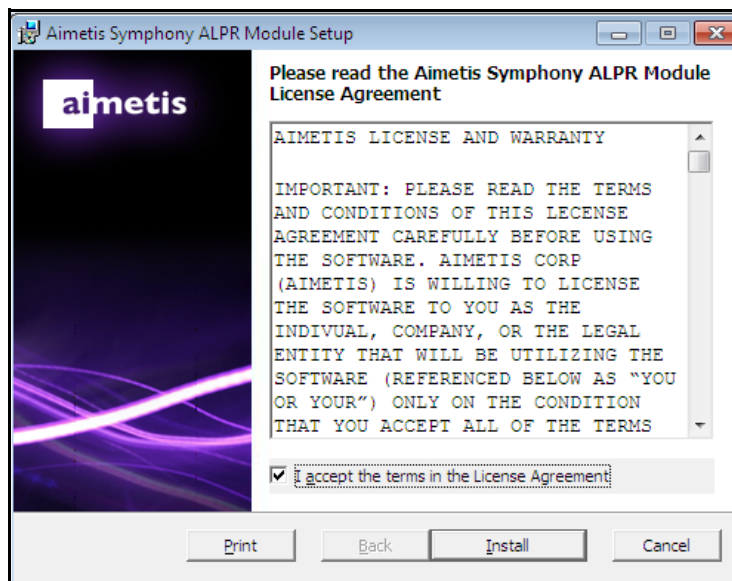 Aimetis Symphony ALPR Module Setup
aimetis
Please read the Aimetis Symphony ALPR Module
License Agreement
AIMETIS LICENSE AND WARRANTY
IMPORTANT: PLEASE READ THE TERMS
AND CONDITIONS OF THIS LECENSE
AGREEMENT CAREFULLY BEFORE USING
THE SOFTWARE. AIMETIS CORP
(AIMETIS) IS WILLING TO LICENSE
THE SOFTWARE TO YOU AS THE
INDIVUAL, COMPANY, OR THE LEGAL
ENTITY THAT WILL BE UTILIZING THE
SOFTWARE (REFERENCED BELOW AS “YOU
OR YOUR”) ONLY ON THE CONDITION
THAT YOU ACCEPT ALL OF THE TERMS
I accept the terms in the License Agreement
Print Back Install Cancel